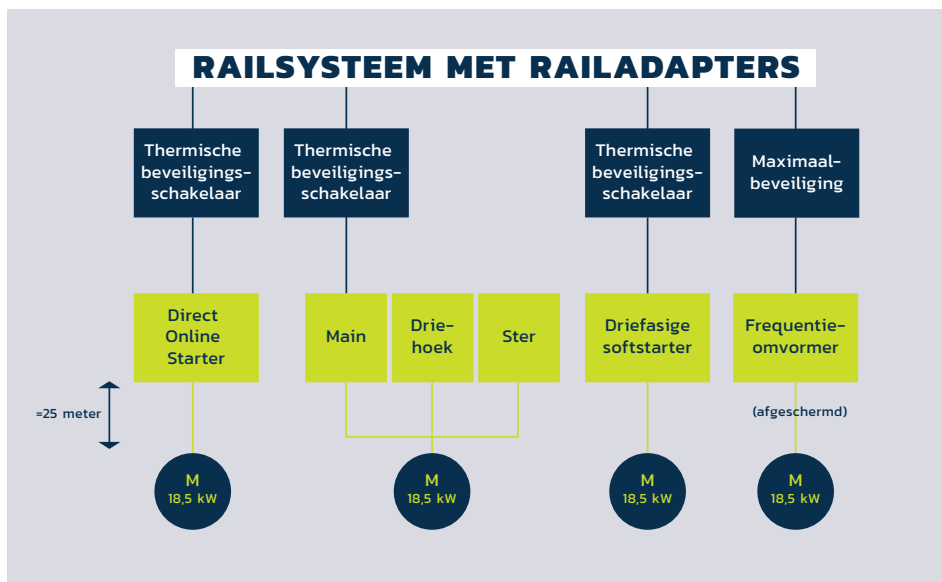 RAILSYSTEEM MET RAILADAPTERS
Thermische
beveiligings-
schakelaar
Thermische
beveiligings-
schakelaar
Thermische
beveiligings-
schakelaar
Maximaal-
beveiliging
Direct
Online
Starter
Main
Drie-
hoek
Ster
Driefasige
softstarter
Frequentie-
omvormer
=25 meter
(afgeschermd)
M
18,5 kW
M
18,5 kW
M
18,5 kW
M
18,5 kW